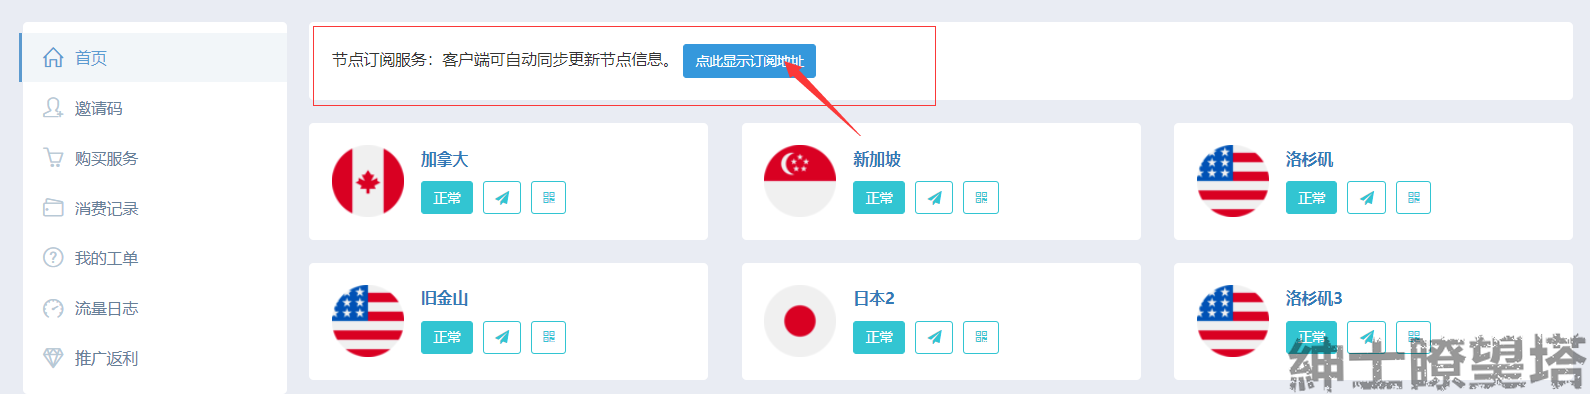 首页
邀请码
购买服务
消费记录
我的工单
流量日志
推广返利
节点订阅服务：客户端可自动同步更新节点信息。 点此显示订阅地址
加拿大
正常
新加坡
正常
洛杉矶
正常
旧金山
正常
日本2
正常
洛杉矶3
正常
紳士瞭望塔